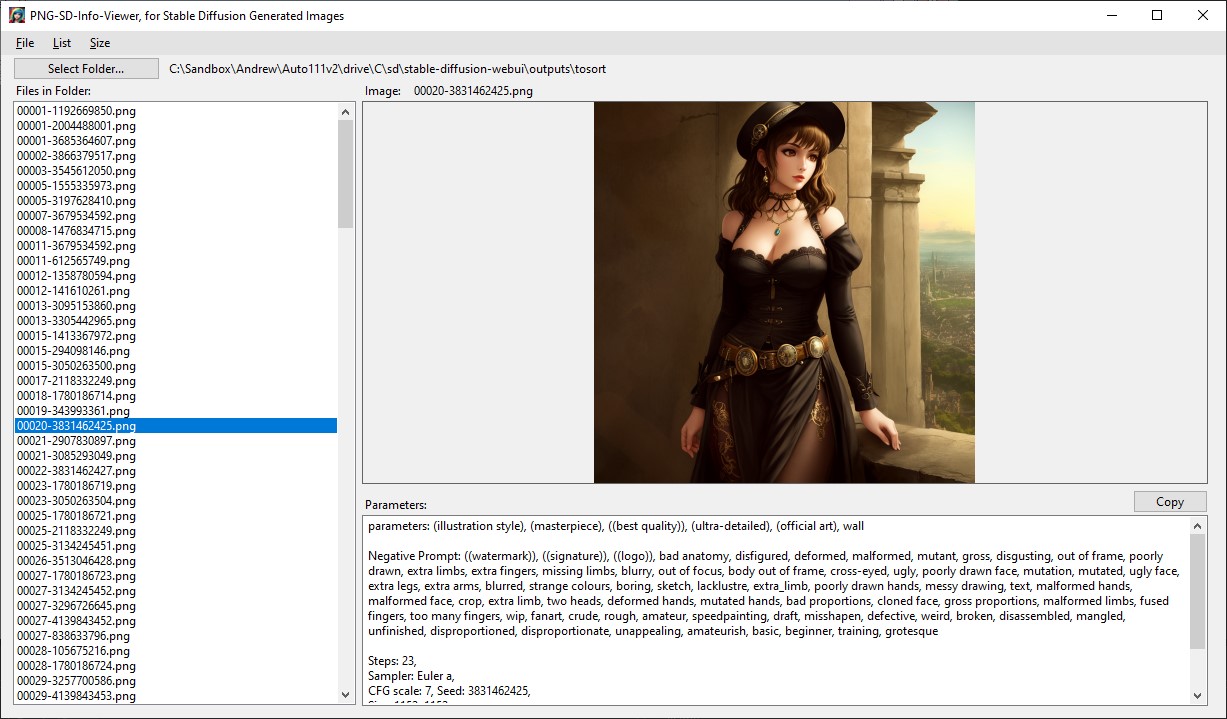 PNG-SD-Info-Viewer, for Stable Diffusion Generated Images
File List Size
Select Folder... C:\Sandbox\Andrew\Auto111v2\drive\C\sd\stable-diffusion-webui\outputs\tosort
Files in Folder:
00001-1192669850.png
00001-2004488001.png
00001-3685364607.png
00002-3866379517.png
00003-3545612050.png
00005-1555335973.png
00005-3197628410.png
00007-3679534592.png
00008-1476834715.png
00011-3679534592.png
00011-612565749.png
00012-1358780594.png
00012-141610261.png
00013-3095153860.png
00013-3305442965.png
00015-1413367972.png
00015-294098146.png
00015-3050263500.png
00017-2118332249.png
00018-1780186714.png
00019-343993361.png
00020-3831462425.png
00021-2907830897.png
00021-3085293049.png
00022-3831462427.png
00023-1780186719.png
00023-3050263504.png
00025-1780186721.png
00025-2118332249.png
00025-3134245451.png
00026-3513046428.png
00027-1780186723.png
00027-3134245452.png
00027-3296726645.png
00027-4139843452.png
00027-838633796.png
00028-105675216.png
00028-1780186724.png
00029-3257700586.png
00029-4139843453.png
Image: 00020-3831462425.png
Parameters:
Copy
parameters: (illustration style), (masterpiece), ((best quality)), (ultra-detailed), (official art), wall
Negative Prompt: ((watermark)), ((signature)), ((logo)), bad anatomy, disfigured, deformed, malformed, mutant, gross, disgusting, out of frame, poorly
drawn, extra limbs, extra fingers, missing limbs, blurry, out of focus, body out of frame, cross-eyed, ugly, poorly drawn face, mutation, mutated, ugly face,
extra legs, extra arms, blurred, strange colours, boring, sketch, lacklustre, extra_limb, poorly drawn hands, messy drawing, text, malformed hands,
malformed face, crop, extra limb, two heads, deformed hands, mutated hands, bad proportions, cloned face, gross proportions, malformed limbs, fused
fingers, too many fingers, wip, fanart, crude, rough, amateur, speedpainting, draft, misshapen, defective, weird, broken, disassembled, mangled,
unfinished, disproportioned, disproportionate, unappealing, amateurish, basic, beginner, training, grotesque
Steps: 23,
Sampler: Euler a,
CFG scale: 7, Seed: 3831462425,